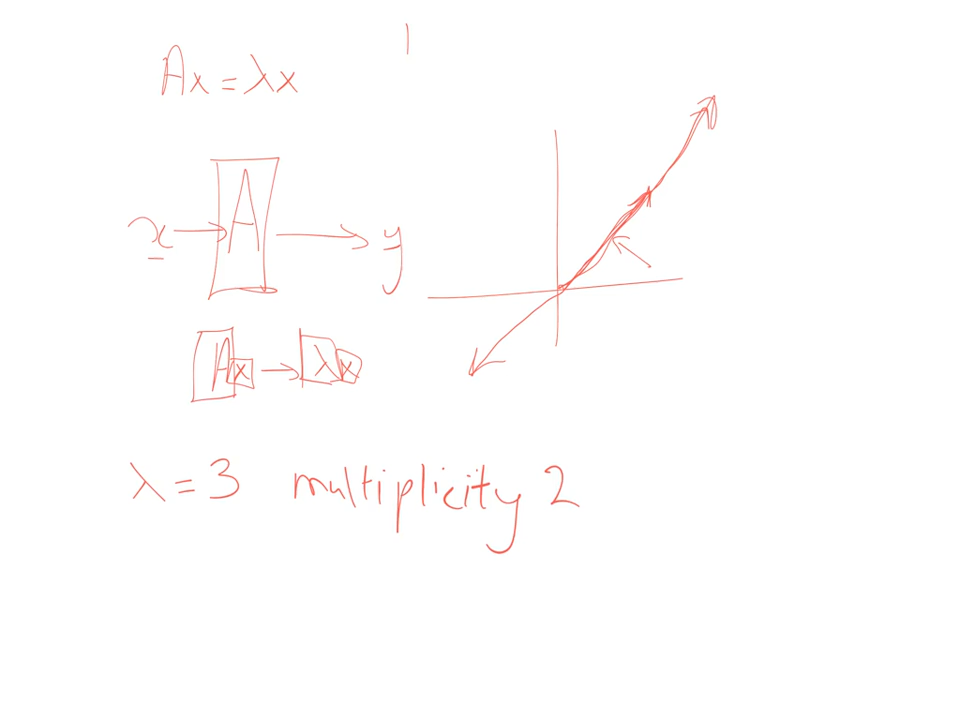 Ax = λx
x → A → y
Ax → λx
λ = 3 multiplicity 2